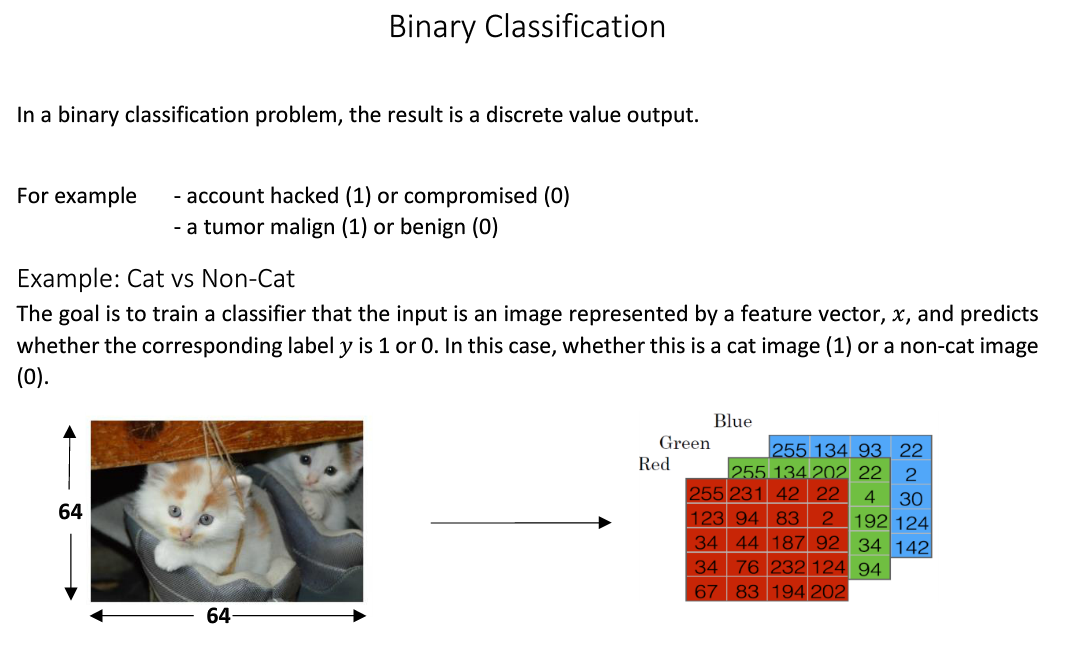 Binary Classification
In a binary classification problem, the result is a discrete value output.
For example - account hacked (1) or compromised (0)
- a tumor malign (1) or benign (0)
Example: Cat vs Non-Cat
The goal is to train a classifier that the input is an image represented by a feature vector, x, and predicts
whether the corresponding label y is 1 or 0. In this case, whether this is a cat image (1) or a non-cat image
(0).
64
64
Blue
Green
Red
255 134 93 22
255 134 202 22 2
255 231 42 22 4 30
123 94 83 2 192 124
34 44 187 92 34 142
34 76 232 124 94
67 83 194 202